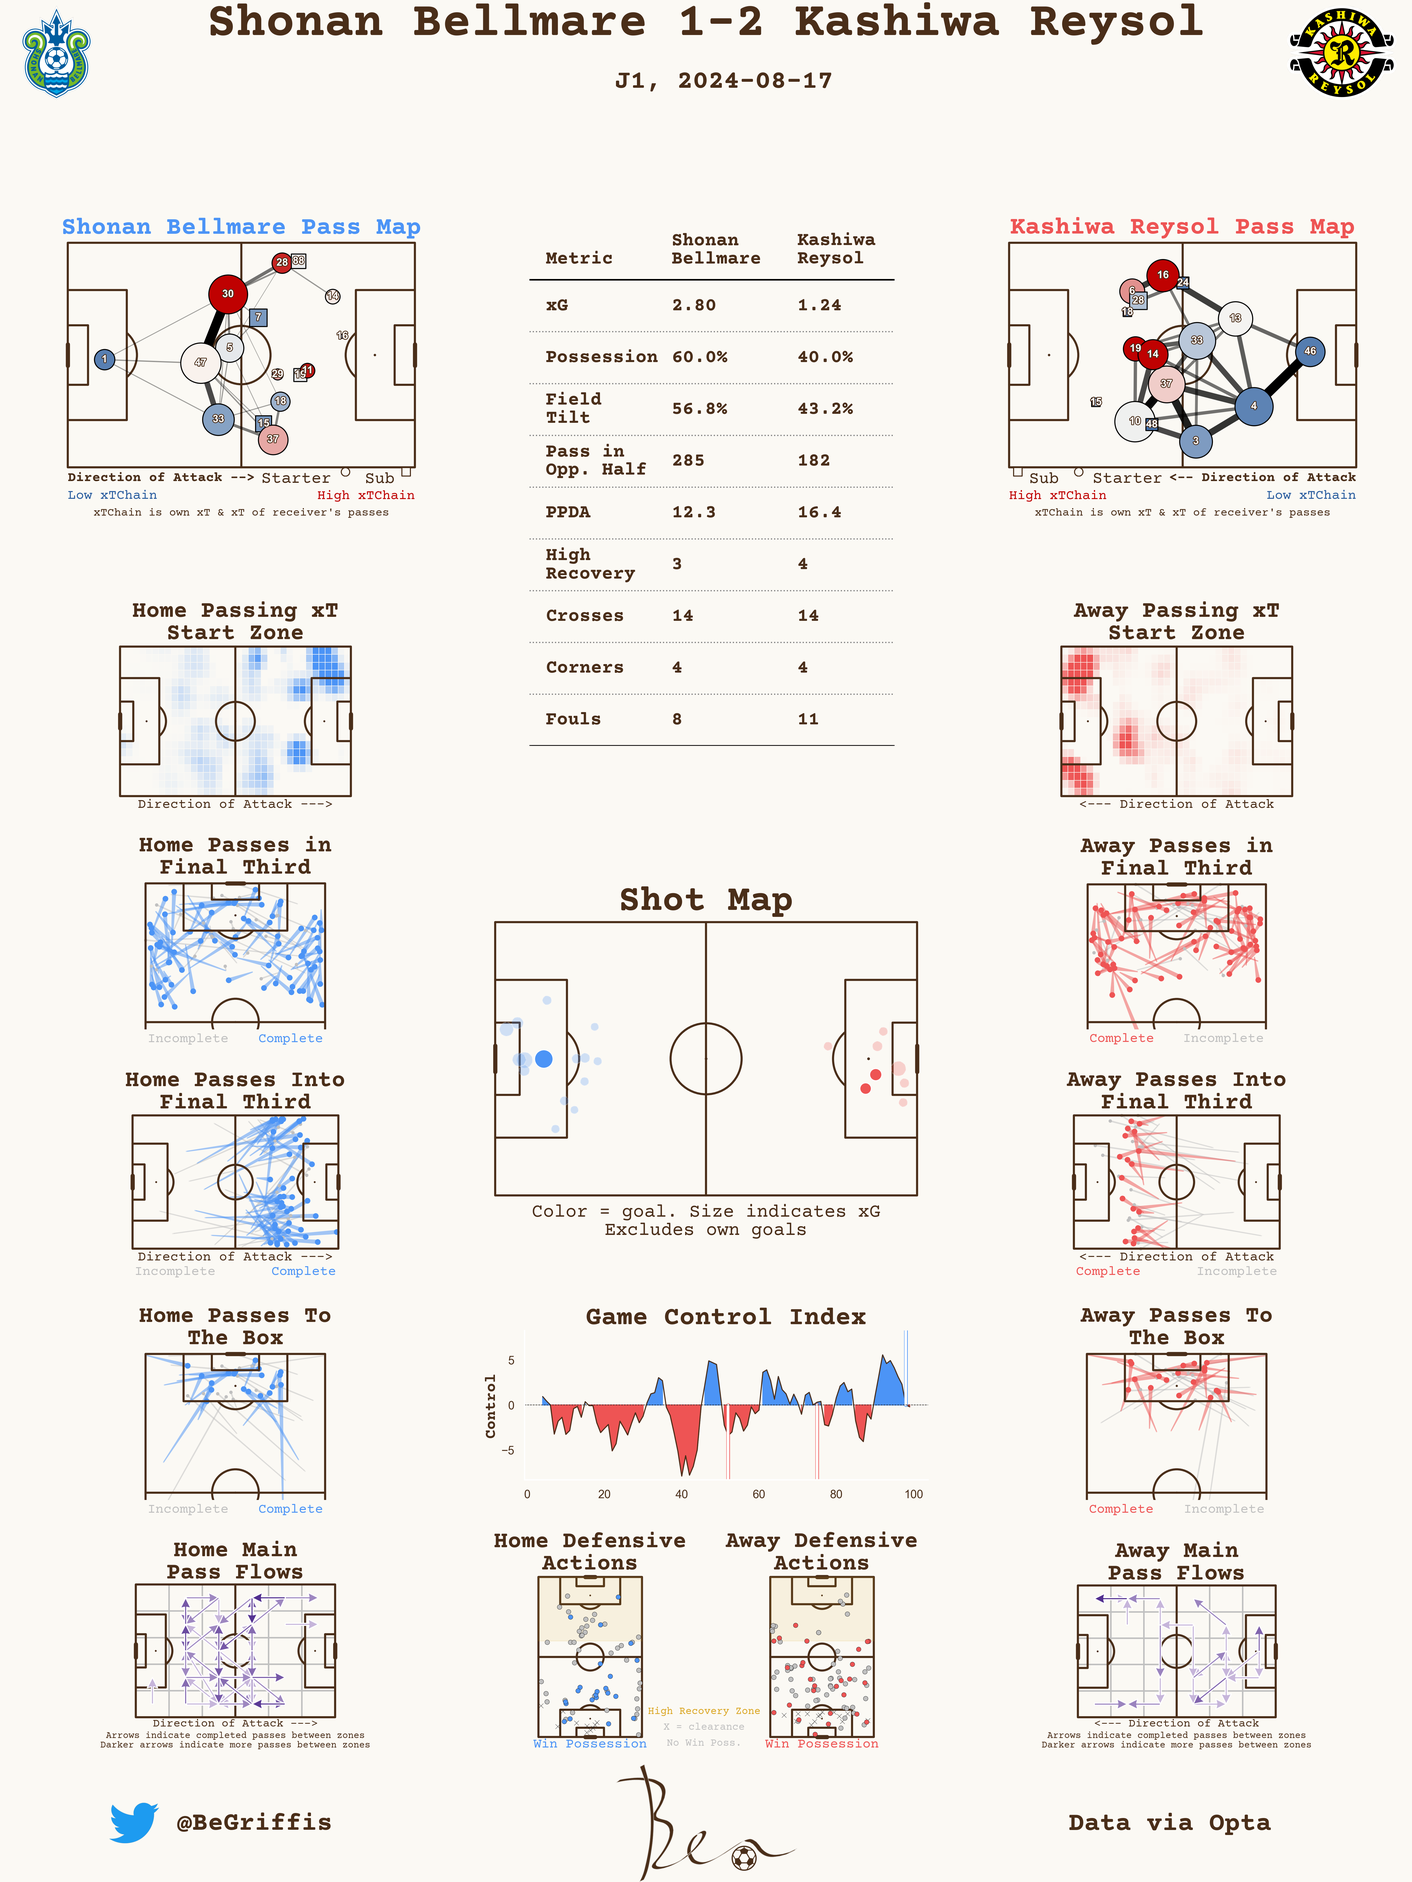 Shonan Bellmare 1-2 Kashiwa Reysol
J1, 2024-08-17
SHONAN BELLMARE
KASHIWA
R
REYSOL
Shonan Bellmare Pass Map
28
88
30
14
7
16
5
1
47
29
19
11
18
33
15
37
Direction of Attack --> Starter Sub
Low xTChain High xTChain
xTChain is own xT & xT of receiver's passes
Metric Shonan Bellmare Kashiwa Reysol
xG 2.80 1.24
Possession 60.0% 40.0%
Field Tilt 56.8% 43.2%
Pass in Opp. Half 285 182
PPDA 12.3 16.4
High Recovery 3 4
Crosses 14 14
Corners 4 4
Fouls 8 11
Kashiwa Reysol Pass Map
16
24
6
28
18
13
33
19
14
46
37
15
4
10
48
3
Sub Starter <-- Direction of Attack
High xTChain Low xTChain
xTChain is own xT & xT of receiver's passes
Home Passing xT
Start Zone
Direction of Attack --->
Away Passing xT
Start Zone
<--- Direction of Attack
Home Passes in
Final Third
Incomplete Complete
Away Passes in
Final Third
Complete Incomplete
Shot Map
Color = goal. Size indicates xG
Excludes own goals
Home Passes Into
Final Third
Direction of Attack --->
Incomplete Complete
Away Passes Into
Final Third
<--- Direction of Attack
Complete Incomplete
Home Passes To
The Box
Incomplete Complete
Game Control Index
Control
5
0
−5
0 20 40 60 80 100
Away Passes To
The Box
Complete Incomplete
Home Main
Pass Flows
Direction of Attack --->
Arrows indicate completed passes between zones
Darker arrows indicate more passes between zones
Home Defensive
Actions
Win Possession
Away Defensive
Actions
Win Possession
High Recovery Zone
X = clearance
No Win Poss.
Away Main
Pass Flows
<--- Direction of Attack
Arrows indicate completed passes between zones
Darker arrows indicate more passes between zones
@BeGriffis
Ben
Data via Opta